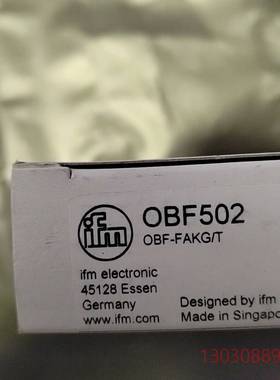 ifm
OBF502
OBF-FAKG/T
ifm electronic
45128 Essen
Germany
www.ifm.com
Designed by ifm
Made in Singapo
13030889